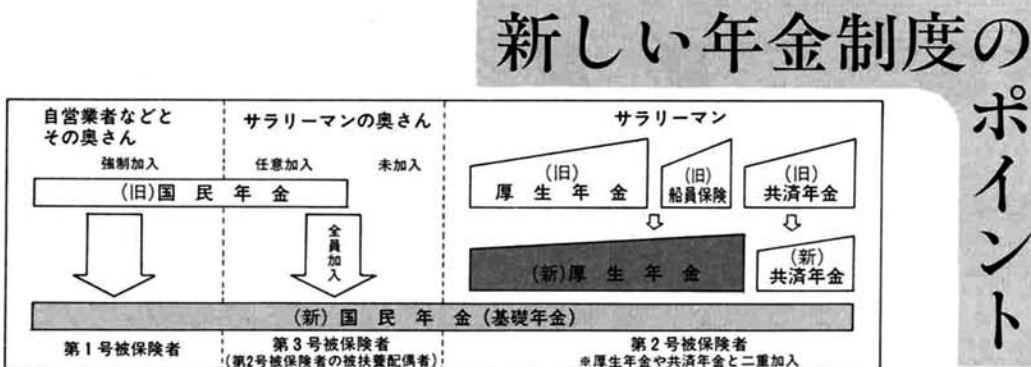 新しい年金制度の
ポイント
自営業者などと
その奥さん
サラリーマンの奥さん
サラリーマン
強制加入
任意加入
未加入
(旧)国民年金
(旧)
厚生年金
(旧)
船員保険
(旧)
共済年金
全員加入
(新)厚生年金
(新)
共済年金
(新)国民年金(基礎年金)
第1号被保険者
第3号被保険者
(第2号被保険者の被扶養配偶者)
第2号被保険者
※厚生年金や共済年金と二重加入